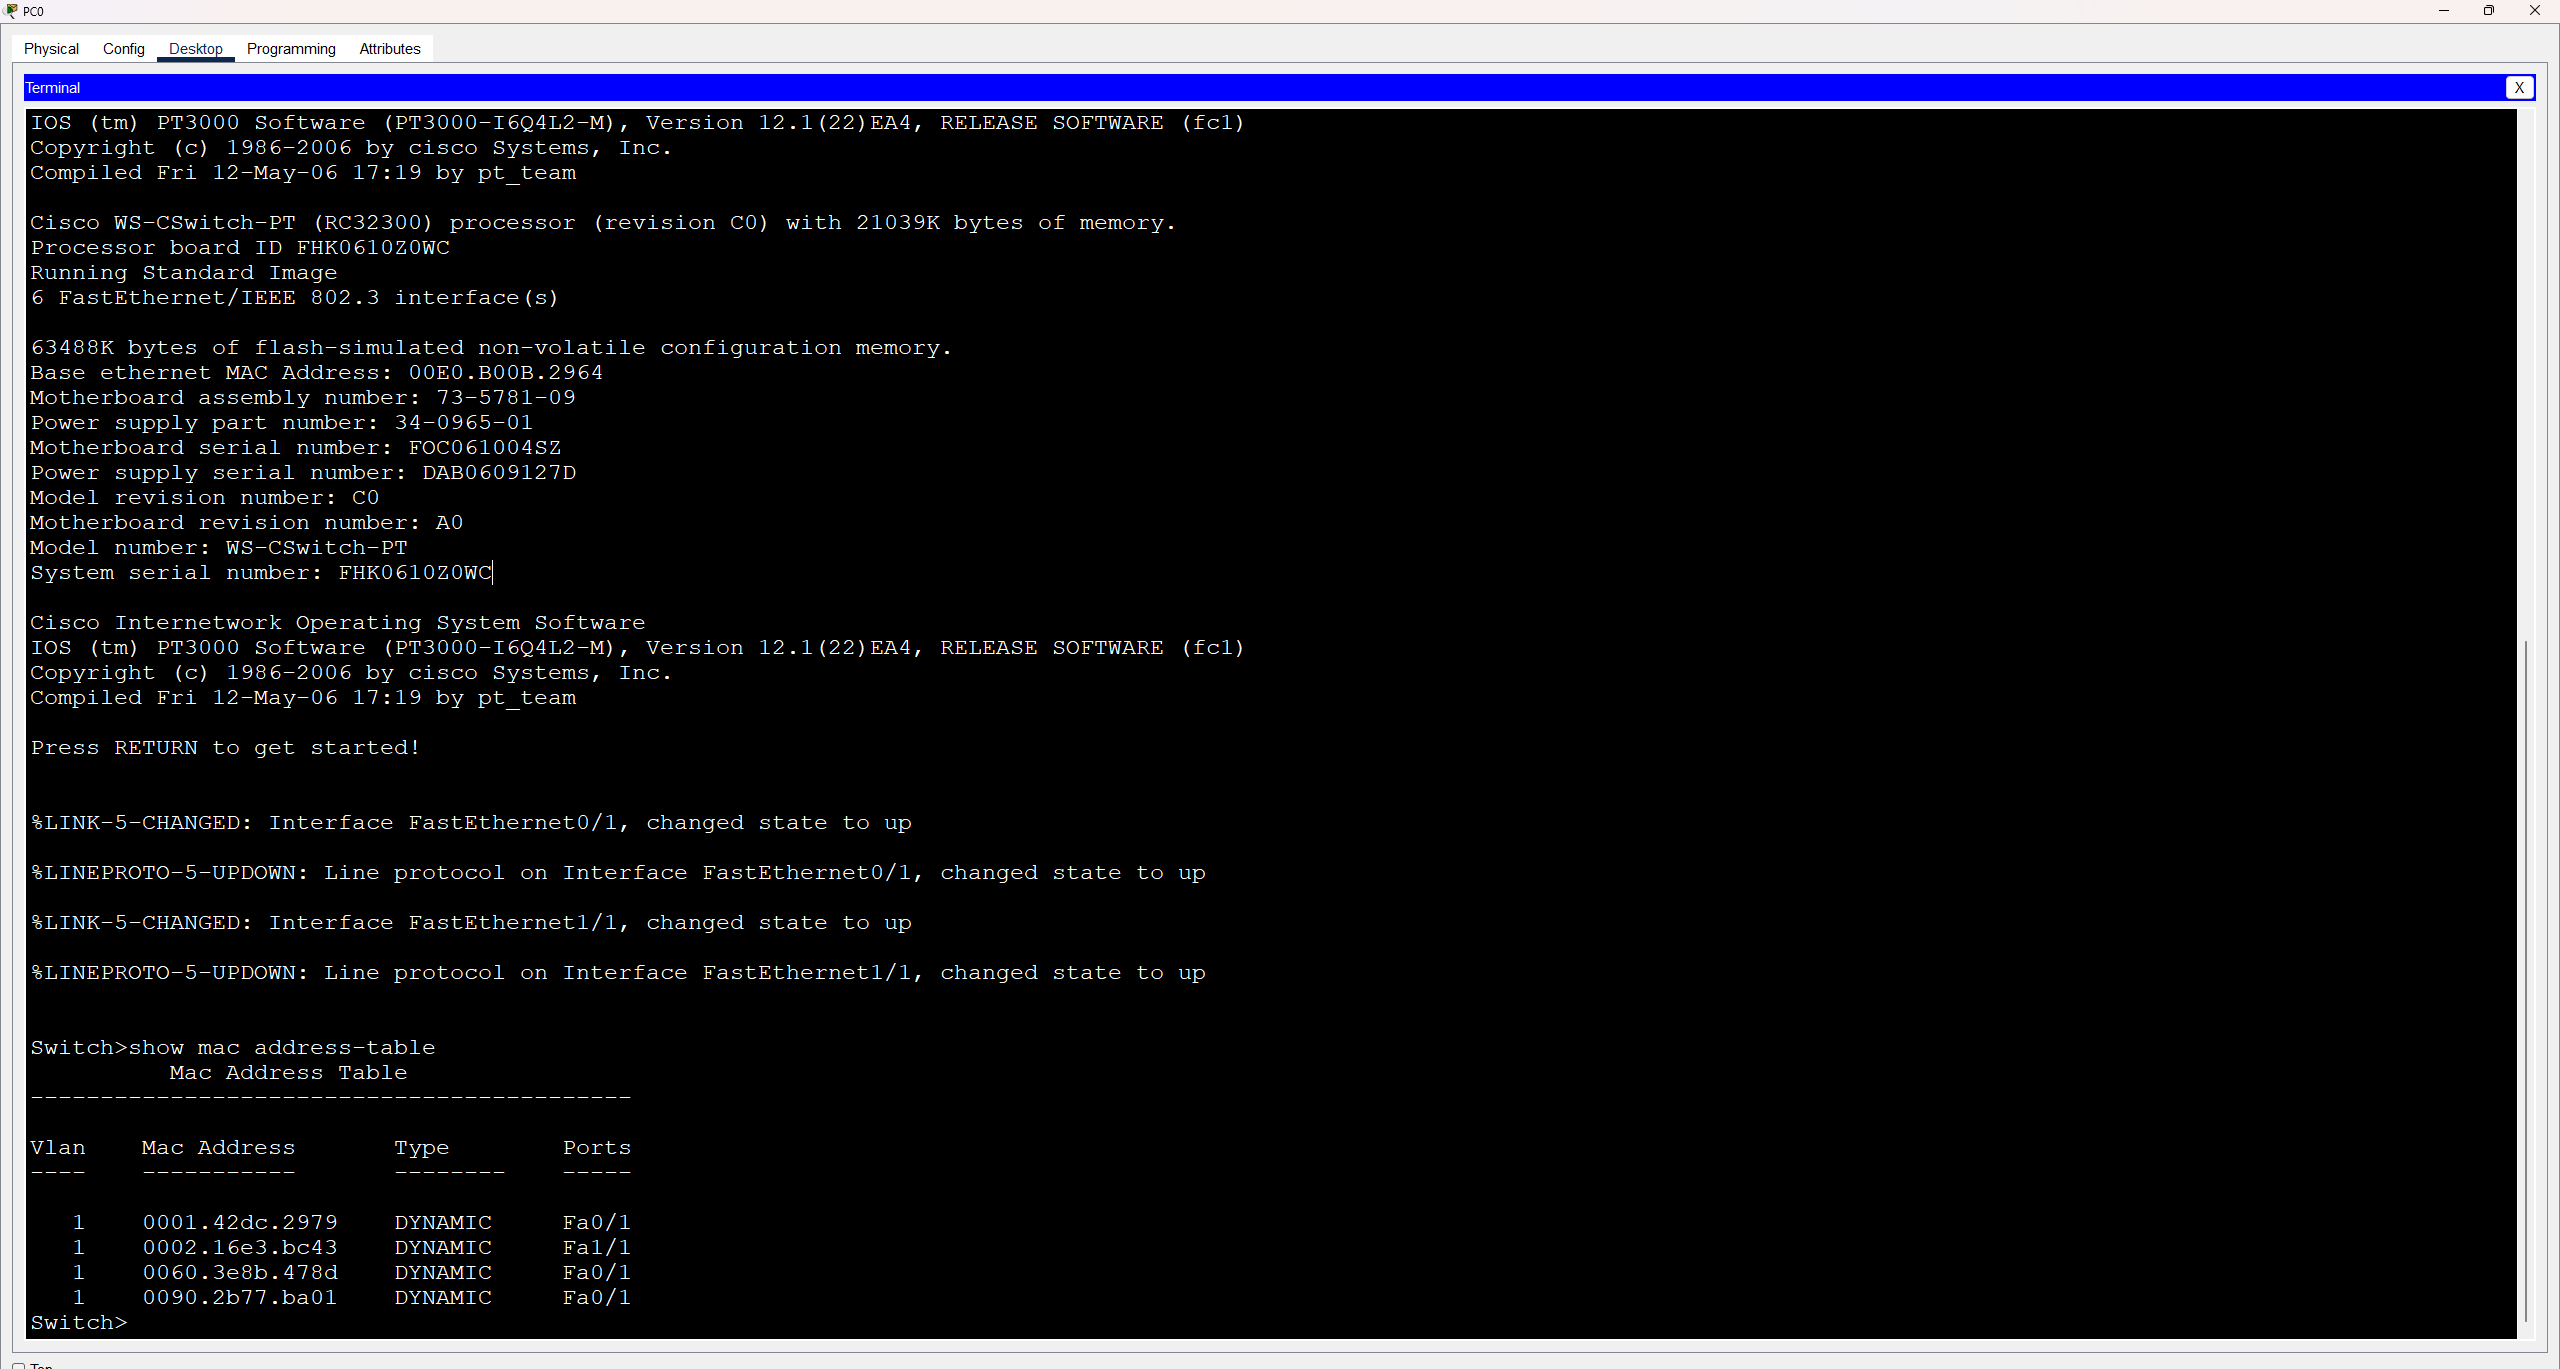 PC0
Physical Config Desktop Programming Attributes
Terminal X
IOS (tm) PT3000 Software (PT3000-I6Q4L2-M), Version 12.1(22)EA4, RELEASE SOFTWARE (fc1)
Copyright (c) 1986-2006 by cisco Systems, Inc.
Compiled Fri 12-May-06 17:19 by pt_team
Cisco WS-CSwitch-PT (RC32300) processor (revision C0) with 21039K bytes of memory.
Processor board ID FHK0610Z0WC
Running Standard Image
6 FastEthernet/IEEE 802.3 interface(s)
63488K bytes of flash-simulated non-volatile configuration memory.
Base ethernet MAC Address: 00E0.B00B.2964
Motherboard assembly number: 73-5781-09
Power supply part number: 34-0965-01
Motherboard serial number: FOC061004SZ
Power supply serial number: DAB0609127D
Model revision number: C0
Motherboard revision number: A0
Model number: WS-CSwitch-PT
System serial number: FHK0610Z0WC
Cisco Internetwork Operating System Software
IOS (tm) PT3000 Software (PT3000-I6Q4L2-M), Version 12.1(22)EA4, RELEASE SOFTWARE (fc1)
Copyright (c) 1986-2006 by cisco Systems, Inc.
Compiled Fri 12-May-06 17:19 by pt_team
Press RETURN to get started!
%LINK-5-CHANGED: Interface FastEthernet0/1, changed state to up
%LINEPROTO-5-UPDOWN: Line protocol on Interface FastEthernet0/1, changed state to up
%LINK-5-CHANGED: Interface FastEthernet1/1, changed state to up
%LINEPROTO-5-UPDOWN: Line protocol on Interface FastEthernet1/1, changed state to up
Switch>show mac address-table
Mac Address Table
-------------------------------------------
Vlan Mac Address Type Ports
---- ----------- -------- -----
1 0001.42dc.2979 DYNAMIC Fa0/1
1 0002.16e3.bc43 DYNAMIC Fa1/1
1 0060.3e8b.478d DYNAMIC Fa0/1
1 0090.2b77.ba01 DYNAMIC Fa0/1
Switch>